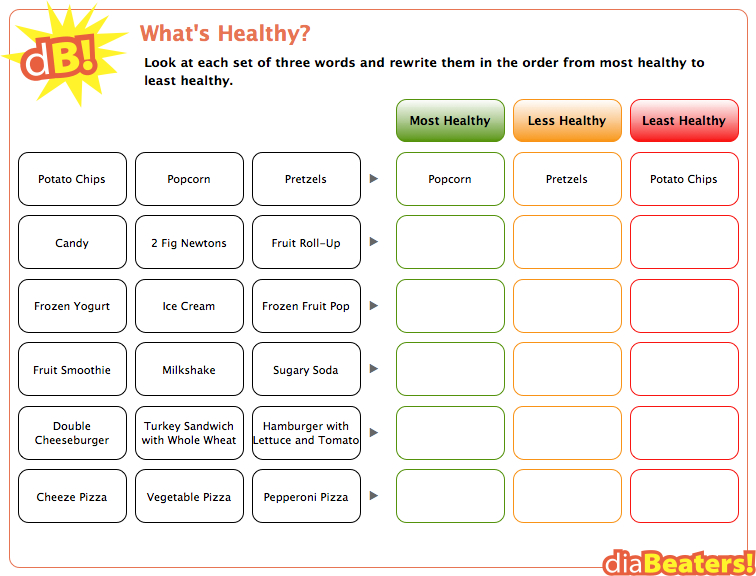 dB!
What's Healthy?
Look at each set of three words and rewrite them in the order from most healthy to
least healthy.
Most Healthy Less Healthy Least Healthy
Potato Chips Popcorn Pretzels Popcorn Pretzels Potato Chips
Candy 2 Fig Newtons Fruit Roll-Up
Frozen Yogurt Ice Cream Frozen Fruit Pop
Fruit Smoothie Milkshake Sugary Soda
Double
Cheeseburger
Turkey Sandwich
with Whole Wheat
Hamburger with
Lettuce and Tomato
Cheeze Pizza Vegetable Pizza Pepperoni Pizza
diaBeaters!